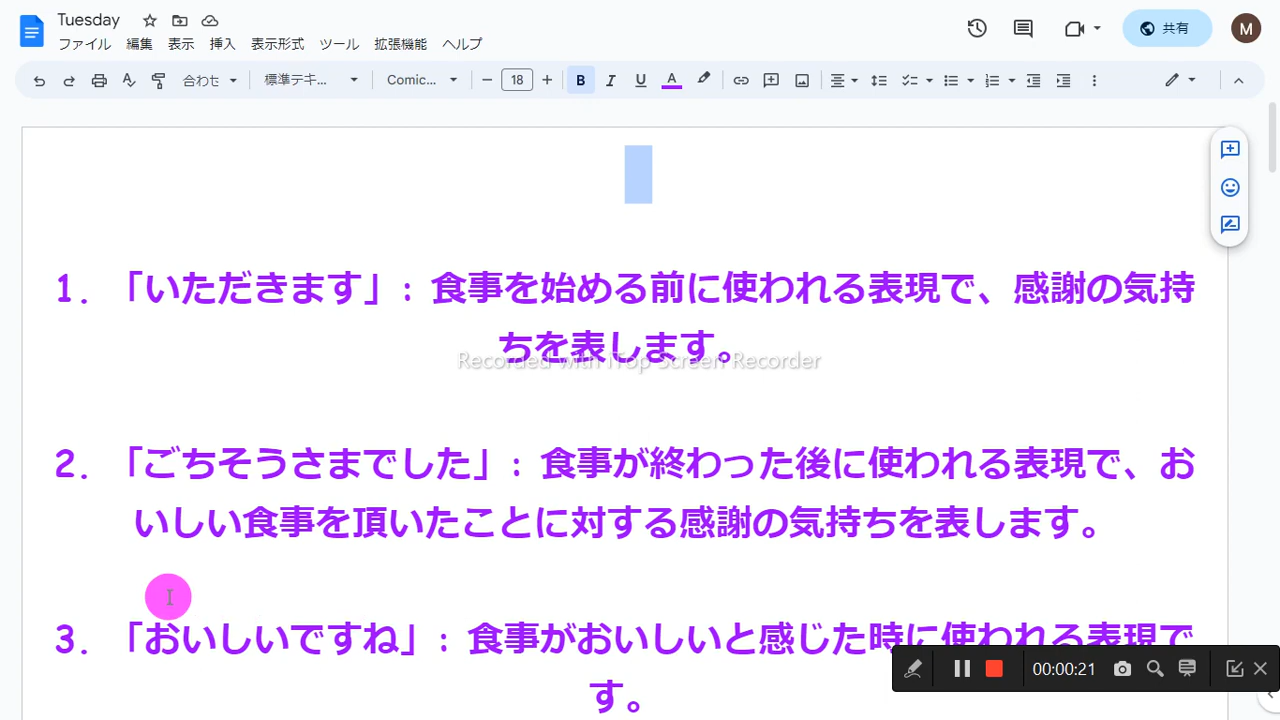 Tuesday
ファイル 編集 表示 挿入 表示形式 ツール 拡張機能 ヘルプ
共有
M
合わせ 標準テキ... Comic... 18 B I U A
1. 「いただきます」: 食事を始める前に使われる表現で、感謝の気持
ちを表します。
Recorded with iTop Screen Recorder
2. 「ごちそうさまでした」: 食事が終わった後に使われる表現で、お
いしい食事を頂いたことに対する感謝の気持ちを表します。
3. 「おいしいですね」: 食事がおいしいと感じた時に使われる表現で
す。
00:00:21